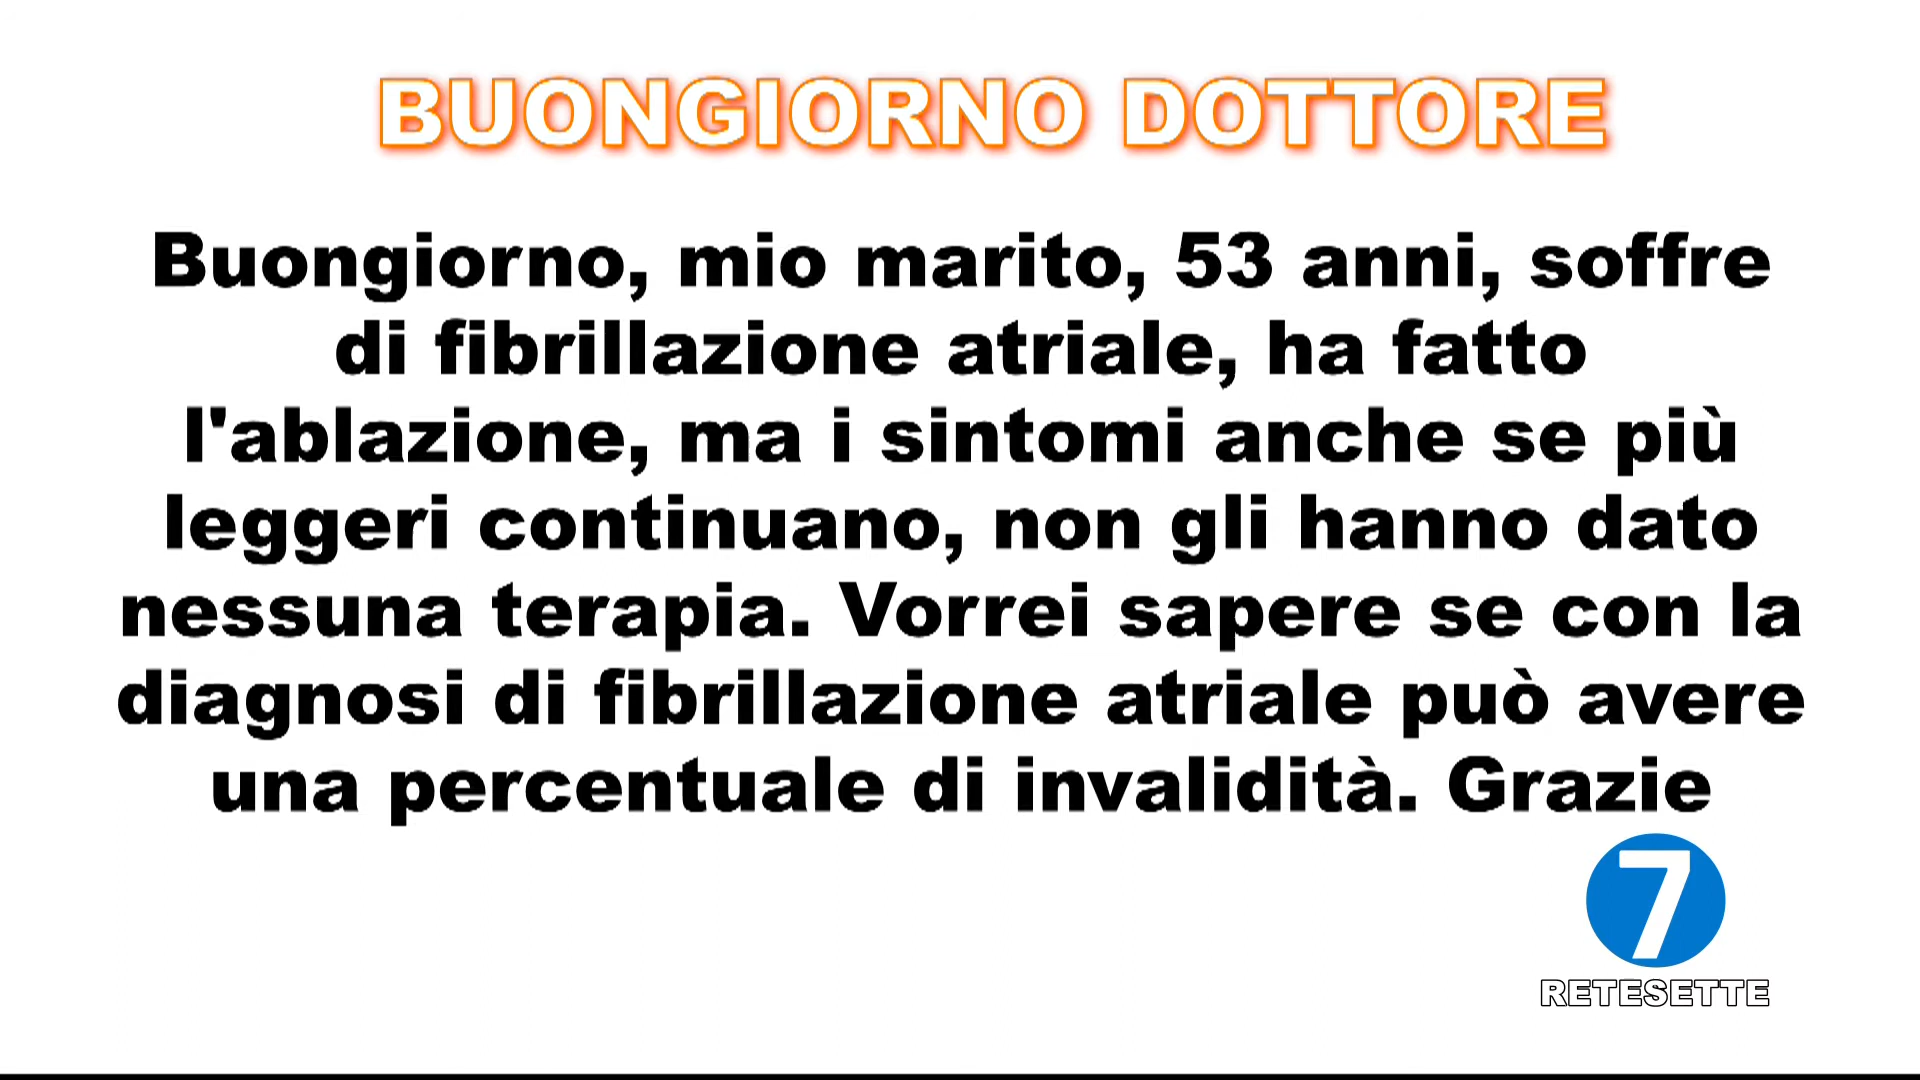 BUONGIORNO DOTTORE
Buongiorno, mio marito, 53 anni, soffre
di fibrillazione atriale, ha fatto
l'ablazione, ma i sintomi anche se più
leggeri continuano, non gli hanno dato
nessuna terapia. Vorrei sapere se con la
diagnosi di fibrillazione atriale può avere
una percentuale di invalidità. Grazie
7
RETESETTE